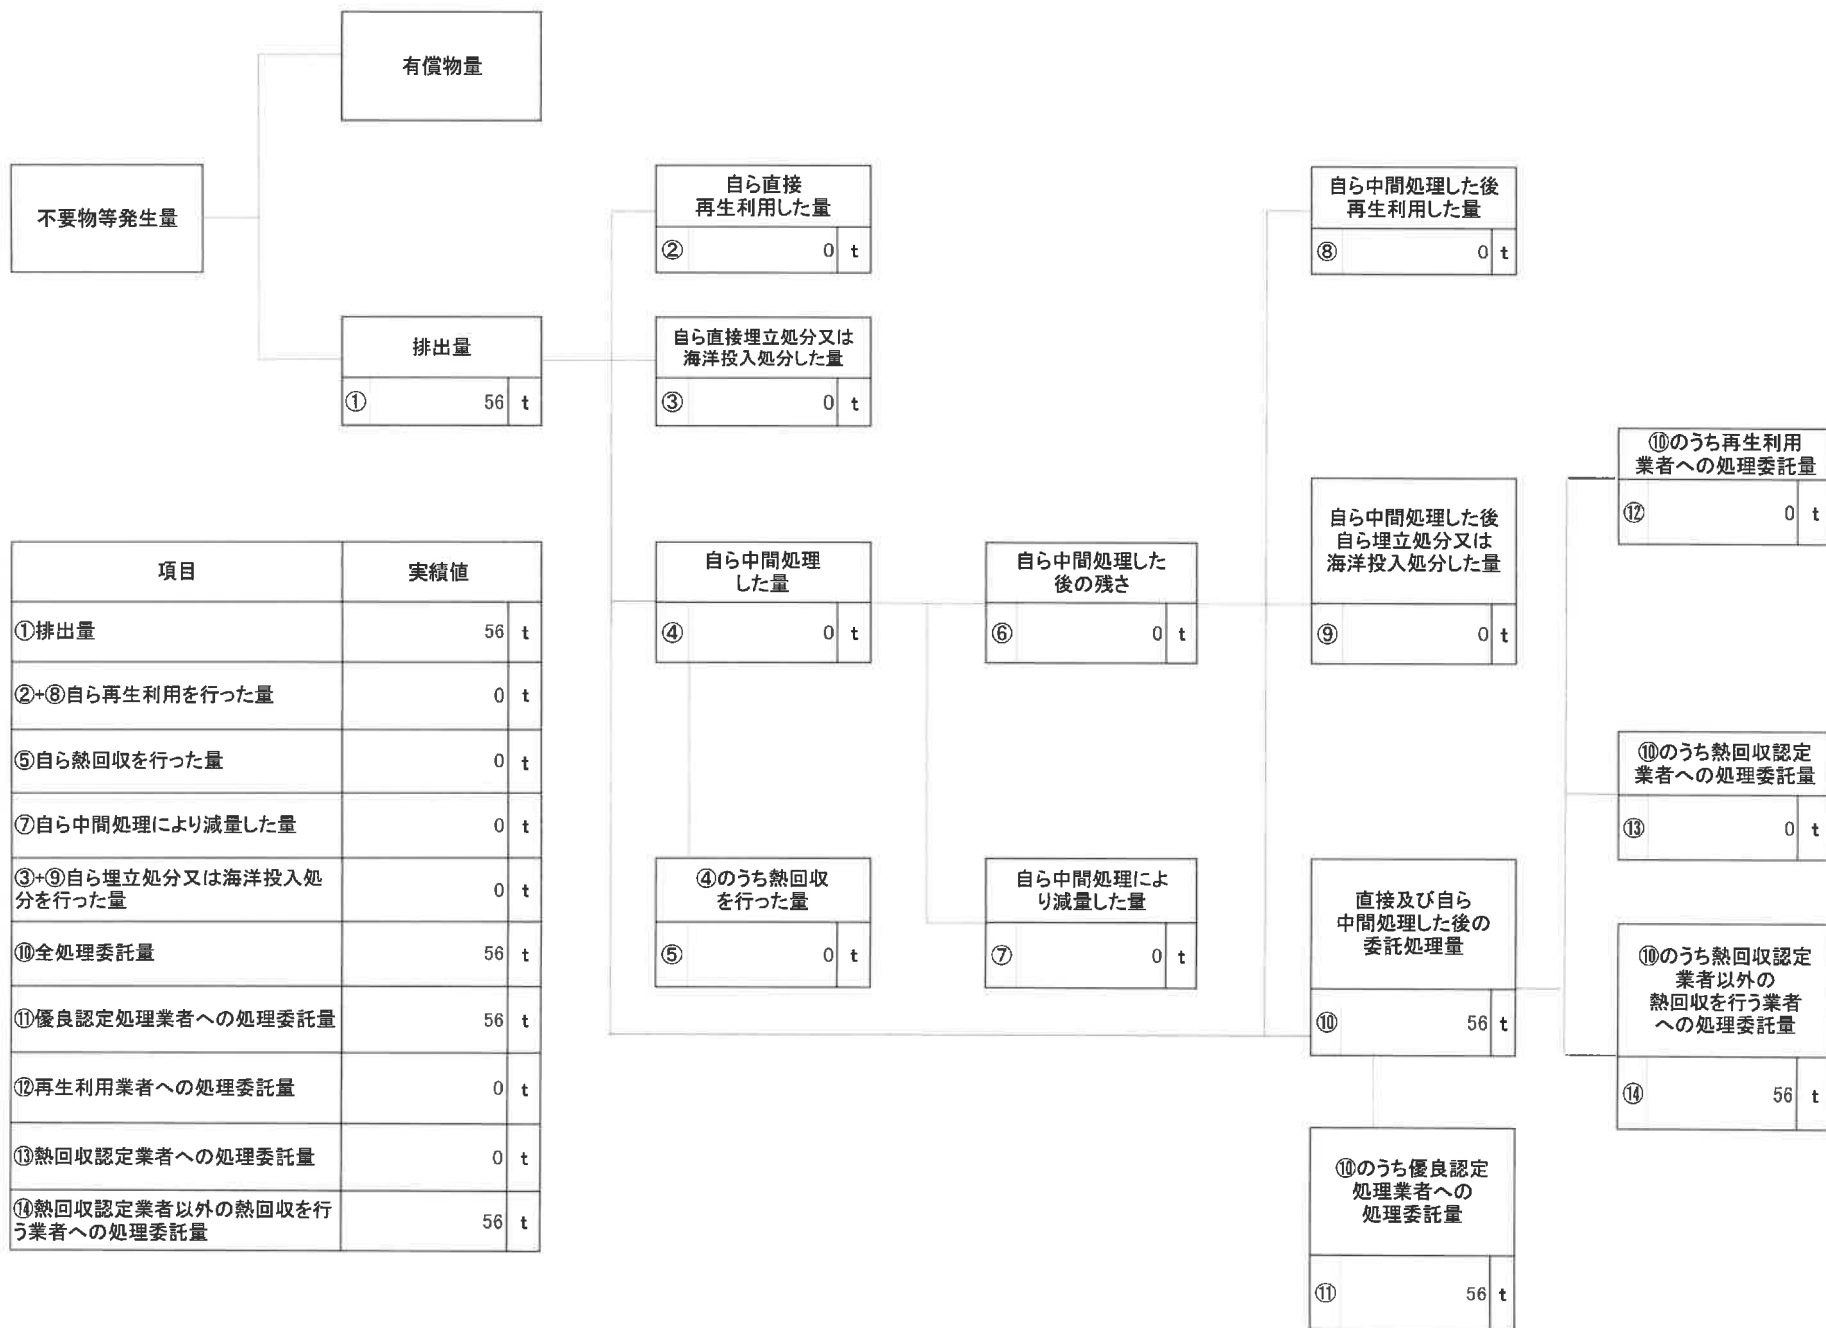 有償物量
不要物等発生量
排出量
① 56 t
自ら直接
再生利用した量
② 0 t
自ら直接埋立処分又は
海洋投入処分した量
③ 0 t
自ら中間処理
した量
④ 0 t
④のうち熱回収
を行った量
⑤ 0 t
自ら中間処理した
後の残さ
⑥ 0 t
自ら中間処理によ
り減量した量
⑦ 0 t
自ら中間処理した後
再生利用した量
⑧ 0 t
自ら中間処理した後
自ら埋立処分又は
海洋投入処分した量
⑨ 0 t
直接及び自ら
中間処理した後の
委託処理量
⑩ 56 t
⑩のうち優良認定
処理業者への
処理委託量
⑪ 56 t
⑩のうち再生利用
業者への処理委託量
⑫ 0 t
⑩のうち熱回収認定
業者への処理委託量
⑬ 0 t
⑩のうち熱回収認定
業者以外の
熱回収を行う業者
への処理委託量
⑭ 56 t
項目 実績値
①排出量 56 t
②+⑧自ら再生利用を行った量 0 t
⑤自ら熱回収を行った量 0 t
⑦自ら中間処理により減量した量 0 t
③+⑨自ら埋立処分又は海洋投入処
分を行った量 0 t
⑩全処理委託量 56 t
⑪優良認定処理業者への処理委託量 56 t
⑫再生利用業者への処理委託量 0 t
⑬熱回収認定業者への処理委託量 0 t
⑭熱回収認定業者以外の熱回収を行
う業者への処理委託量 56 t